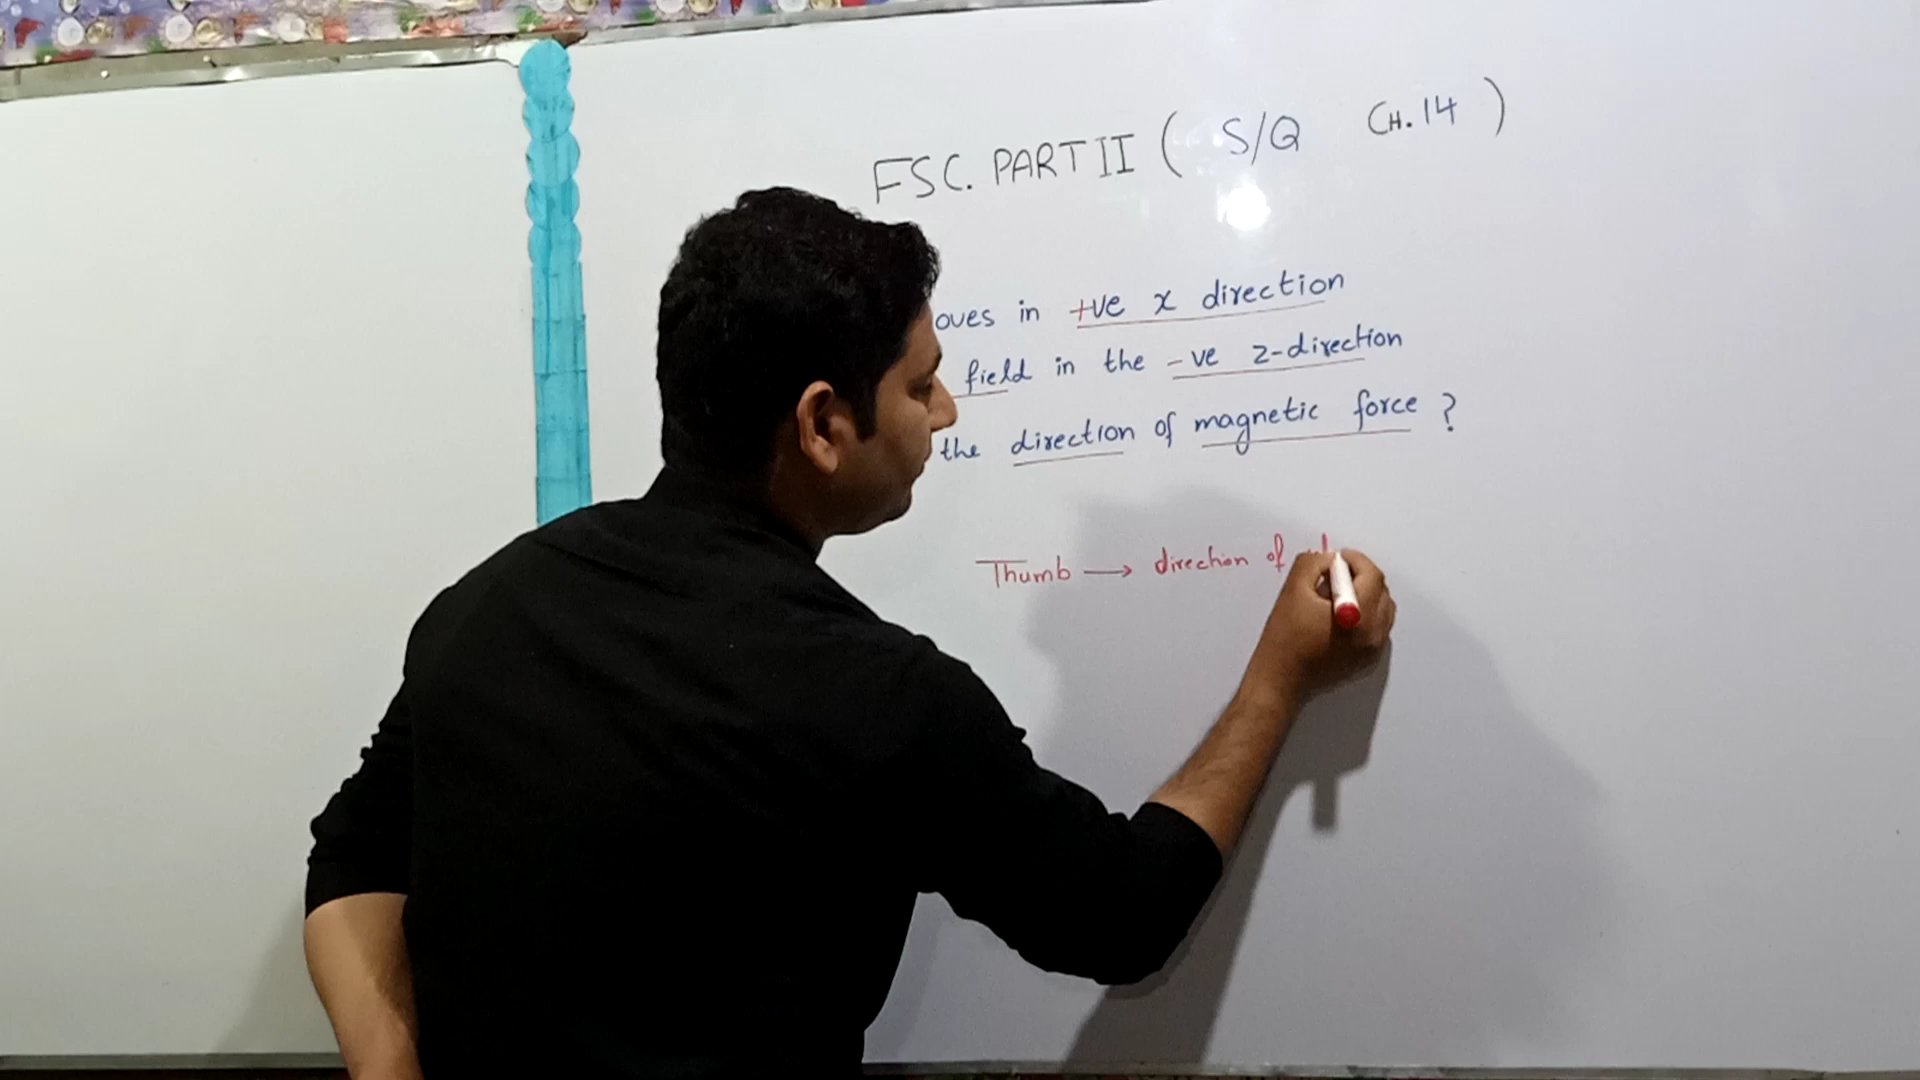 FSC. PART II ( S/Q CH.14 )
oves in +ve x direction
field in the -ve z-direction
the direction of magnetic force ?
Thumb → direction of